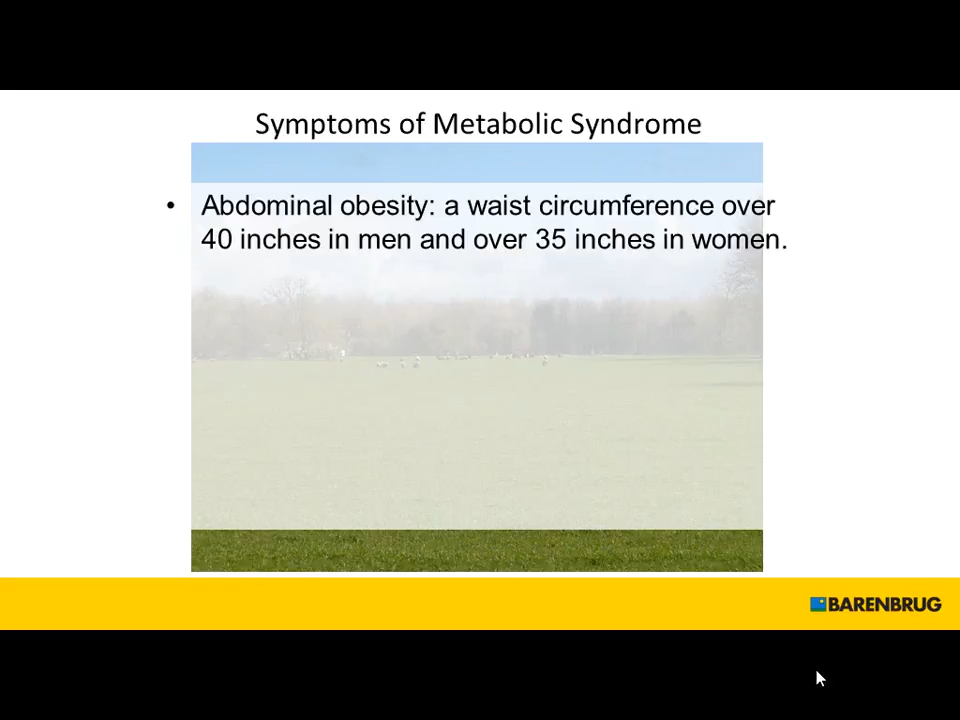 Symptoms of Metabolic Syndrome
• Abdominal obesity: a waist circumference over
40 inches in men and over 35 inches in women.
BARENBRUG